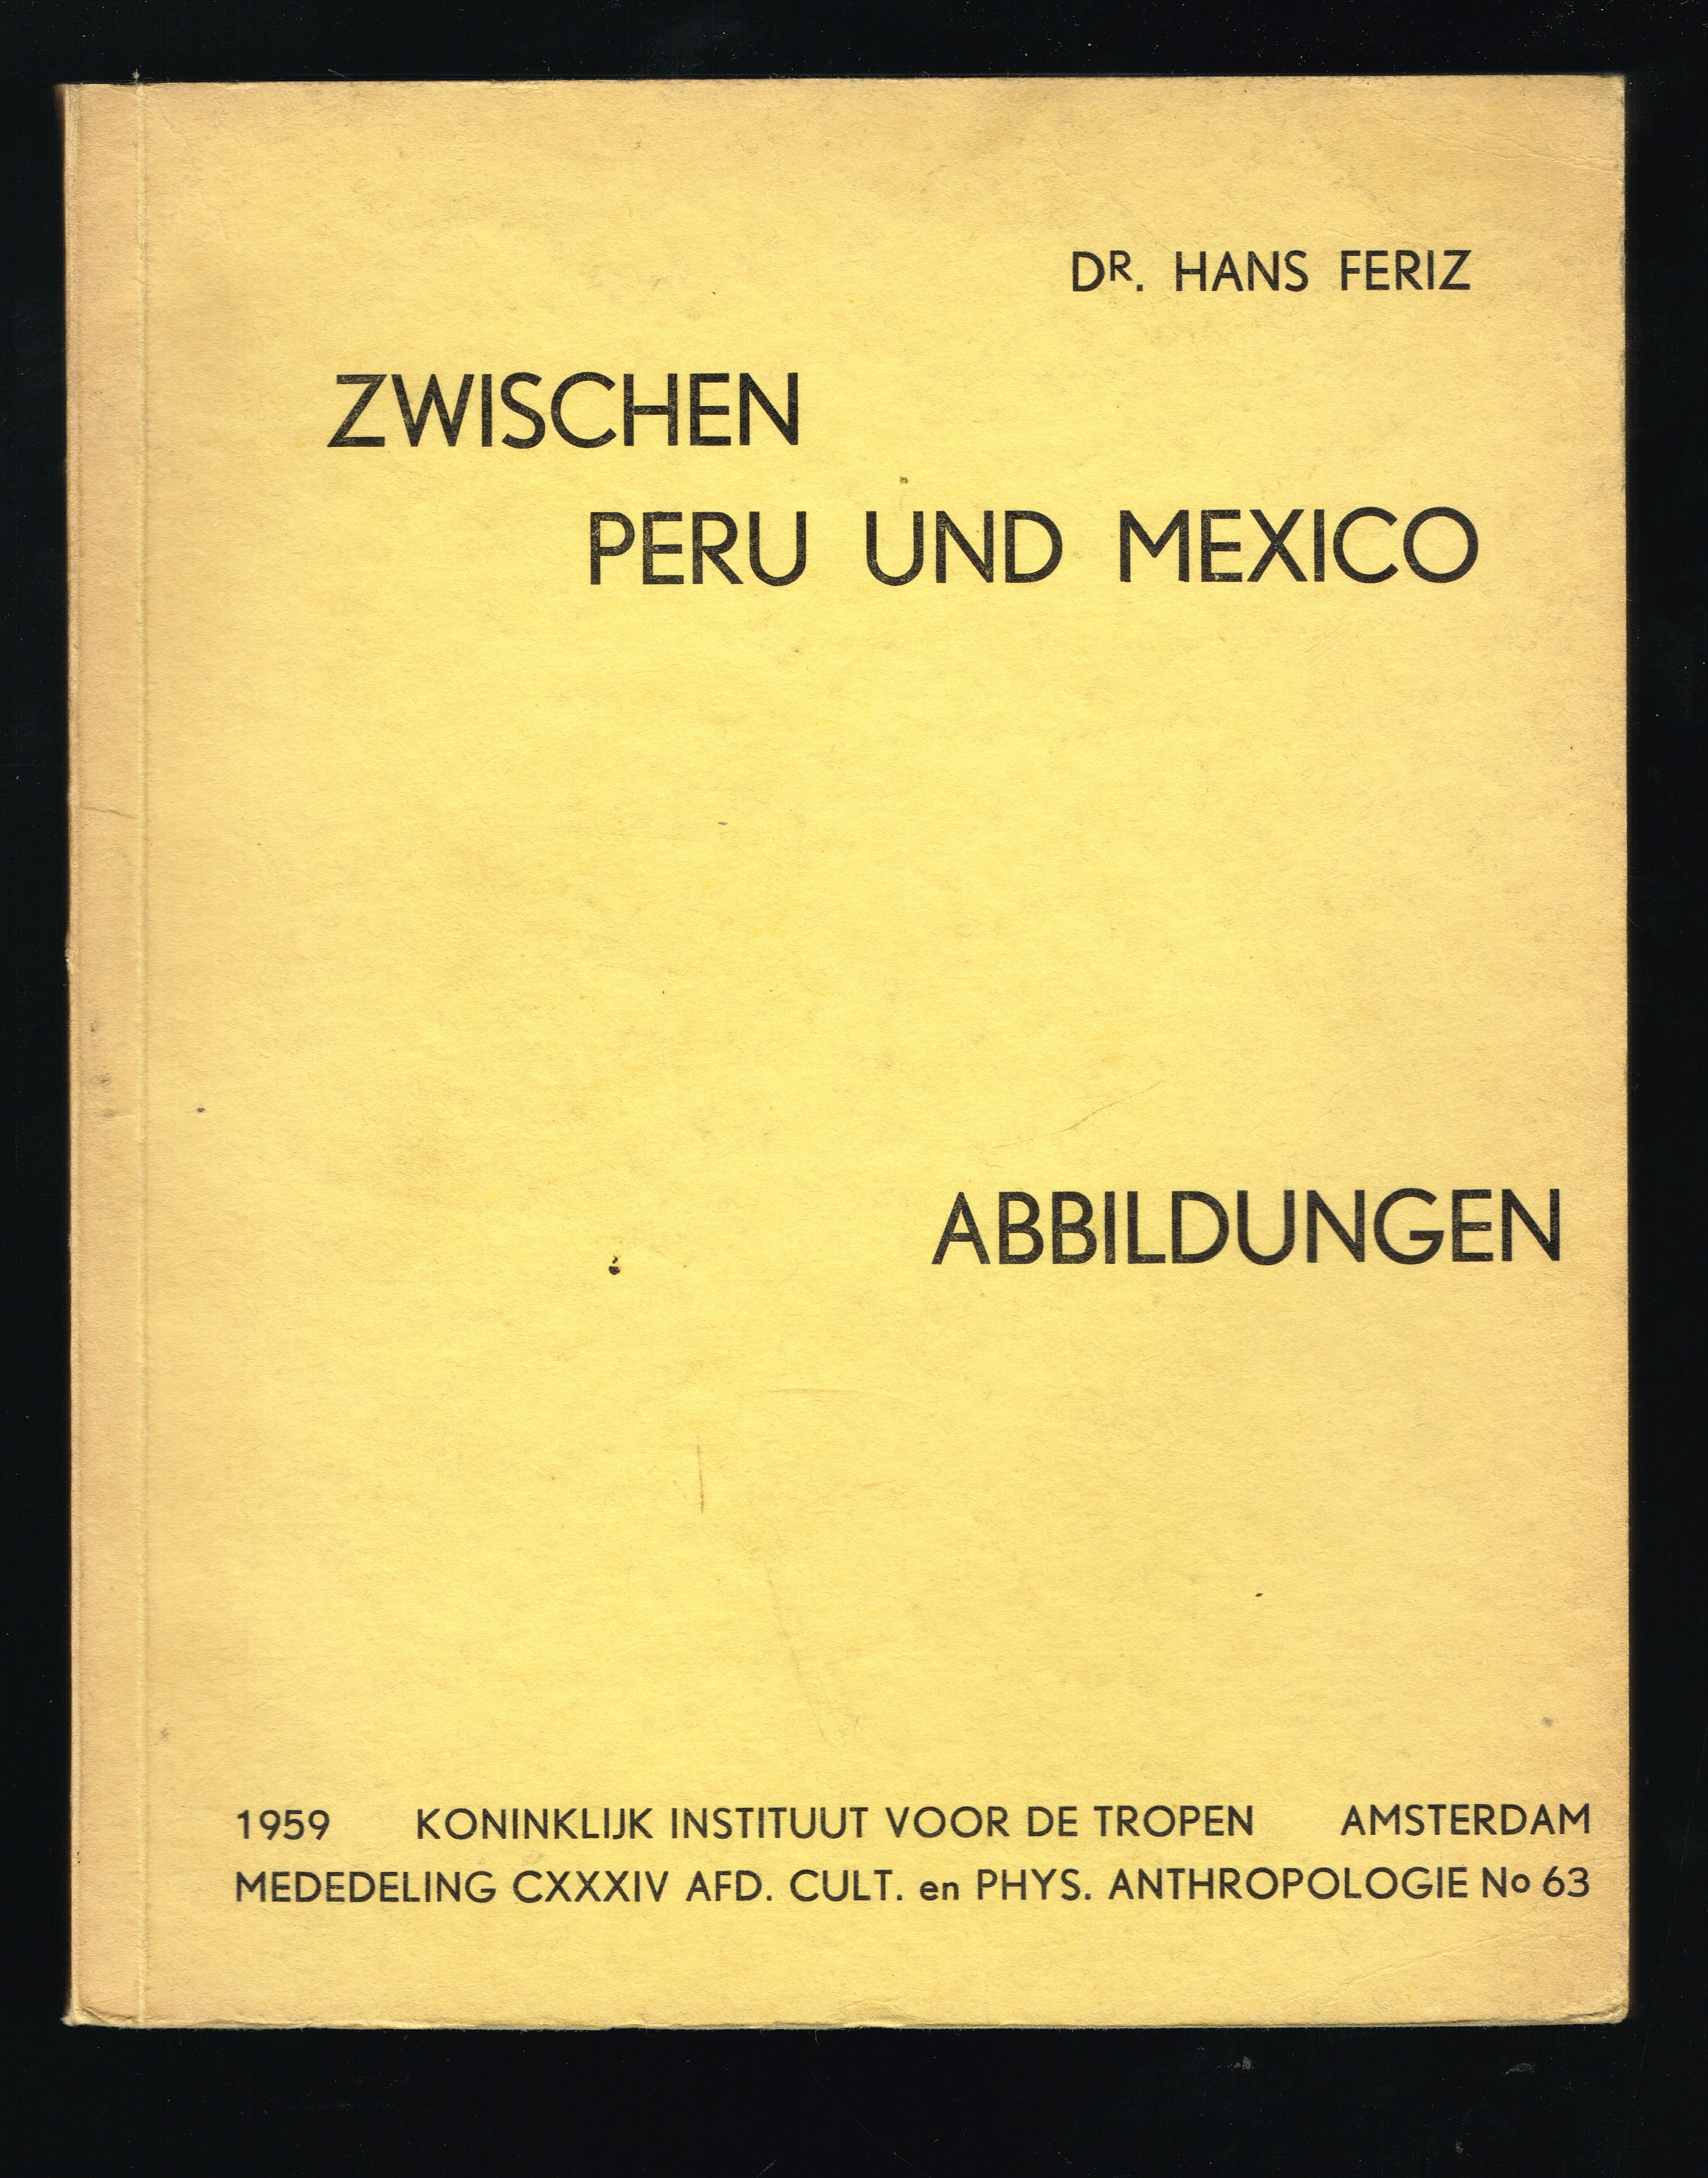 DR. HANS FERIZ
ZWISCHEN
PERU UND MEXICO
ABBILDUNGEN
1959 KONINKLIJK INSTITUUT VOOR DE TROPEN AMSTERDAM
MEDEDELING CXXXIV AFD. CULT. en PHYS. ANTHROPOLOGIE No 63